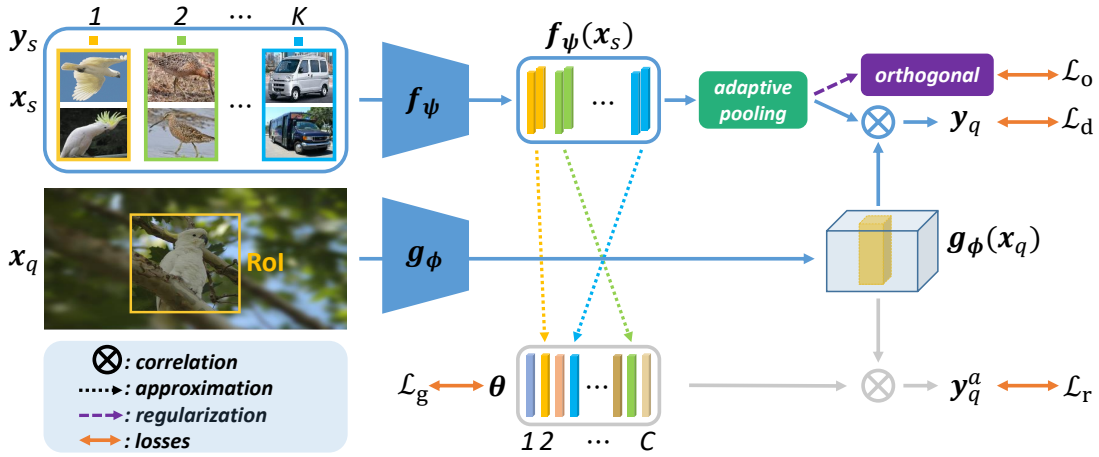 1 2 ... K
y_s
x_s
f_ψ
f_ψ(x_s)
...
...
adaptive
pooling
orthogonal
ℒ_o
y_q
ℒ_d
x_q
RoI
g_ϕ
g_ϕ(x_q)
: correlation
: approximation
: regularization
: losses
ℒ_g
θ
...
1 2 ... C
y_q^a
ℒ_r